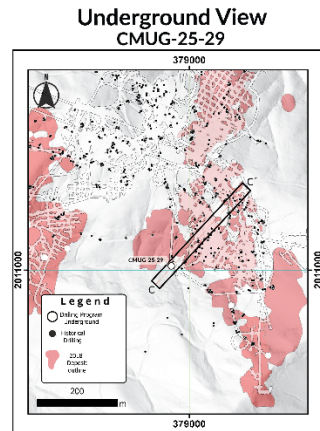 Underground View
CMUG-25-29
379000
N
C'
2011000
2011000
CMUG 25-29
C
Legend
Drilling Program
Underground
Historical
Drilling
2018
Deposit
outline
200
m
379000